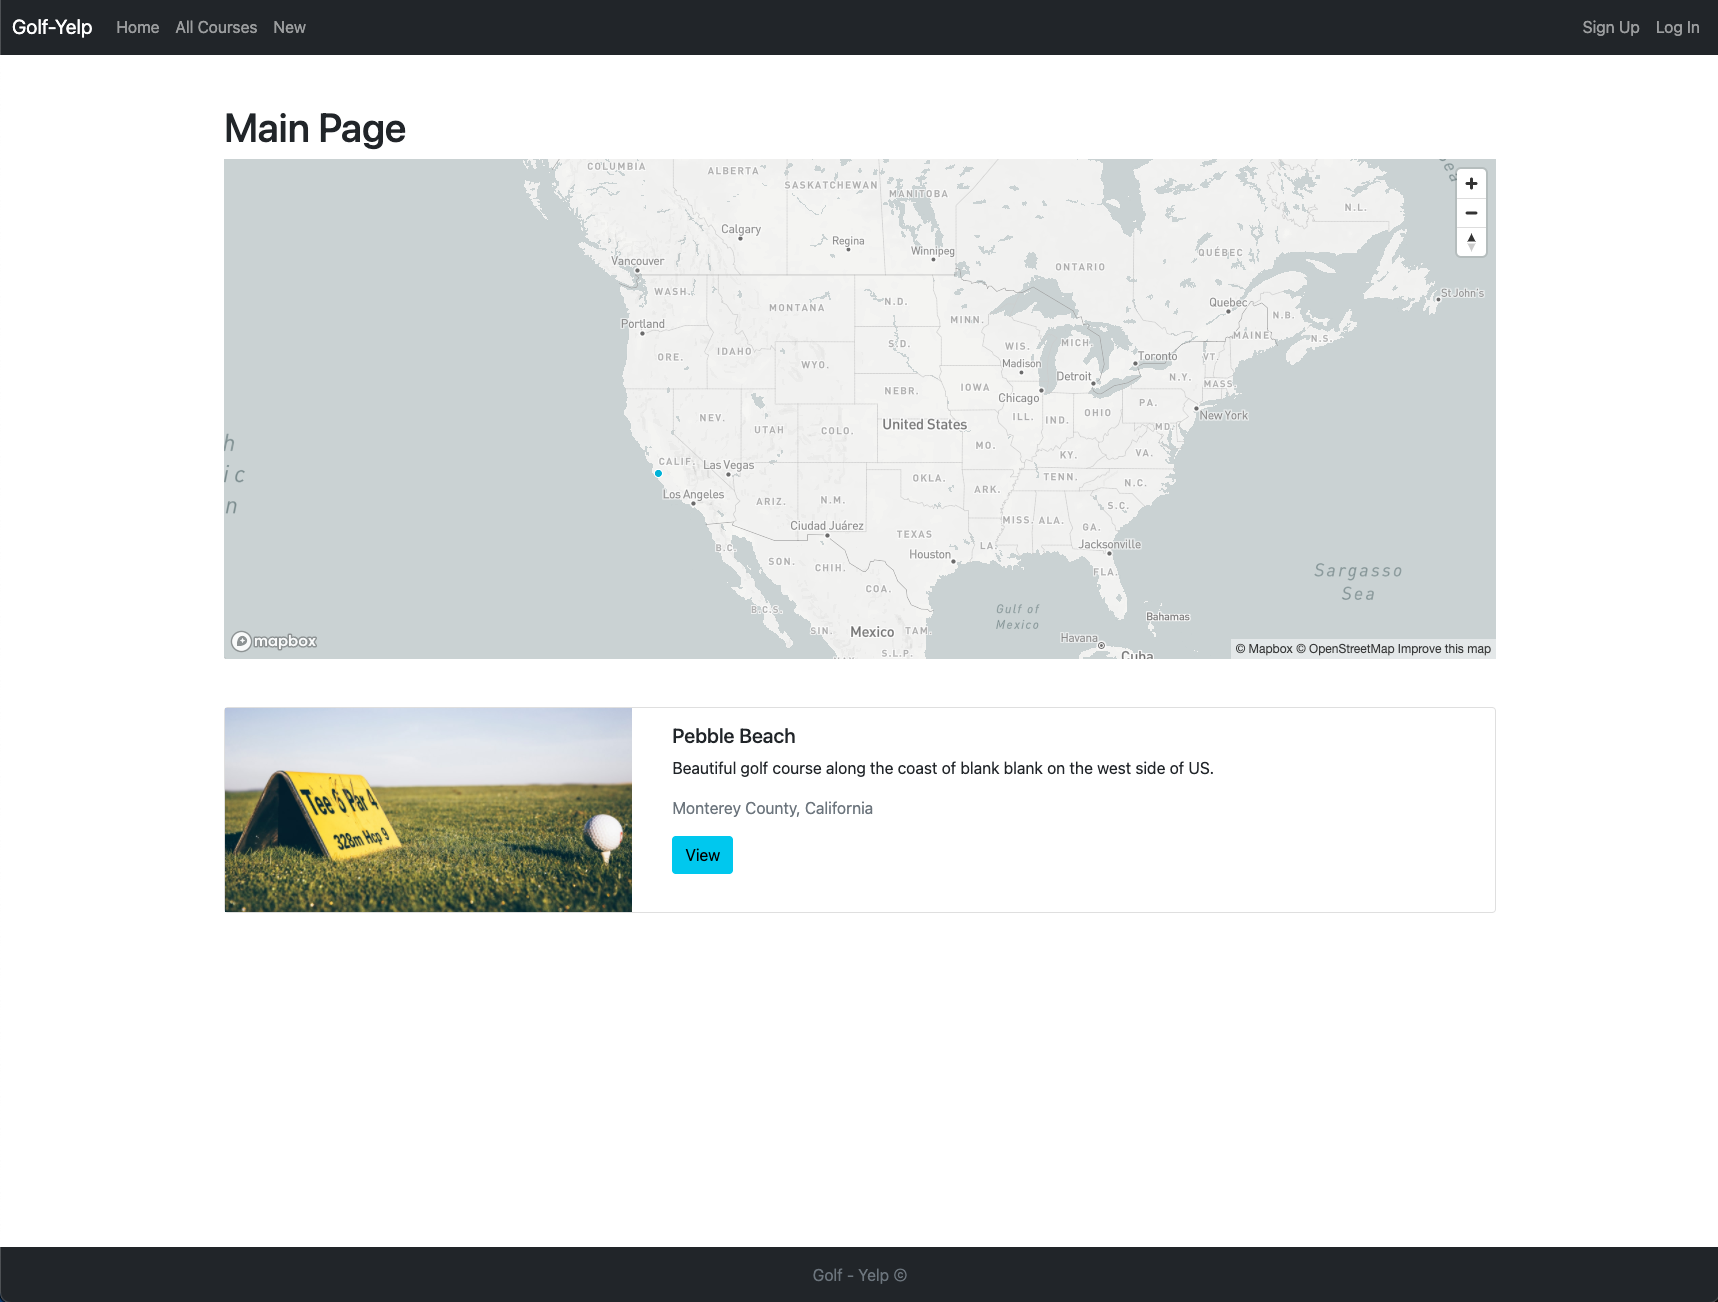 Golf-Yelp Home All Courses New Sign Up Log In
Main Page
COLUMBIA
ALBERTA
SASKATCHEWAN
MANITOBA
N.L.
Calgary
Regina
Winnipeg
Vancouver
ONTARIO
QUÉBEC
WASH.
MONTANA
N.D.
MINN.
Quebec
St John's
N.B.
Portland
MAINE
N.S.
ORE.
IDAHO
WYO.
S.D.
WIS.
MICH.
Madison
Toronto
VT.
Detroit
N.Y.
MASS.
NEBR.
IOWA
Chicago
PA.
New York
NEV.
UTAH
COLO.
United States
ILL.
IND.
OHIO
MD.
MO.
KY.
VA.
CALIF.
Las Vegas
Los Angeles
ARIZ.
N.M.
OKLA.
ARK.
TENN.
N.C.
S.C.
Ciudad Juárez
TEXAS
MISS.
ALA.
GA.
B.C.
SON.
CHIH.
Houston
LA.
Jacksonville
COA.
FLA.
Sargasso
Sea
B.C.S.
Gulf of
Mexico
Bahamas
SIN.
Mexico
TAM.
Havana
S.L.P.
Cuba
mapbox
© Mapbox © OpenStreetMap Improve this map
Tee 6 Par 4
328m Hcp 9
Pebble Beach
Beautiful golf course along the coast of blank blank on the west side of US.
Monterey County, California
View
Golf - Yelp ©